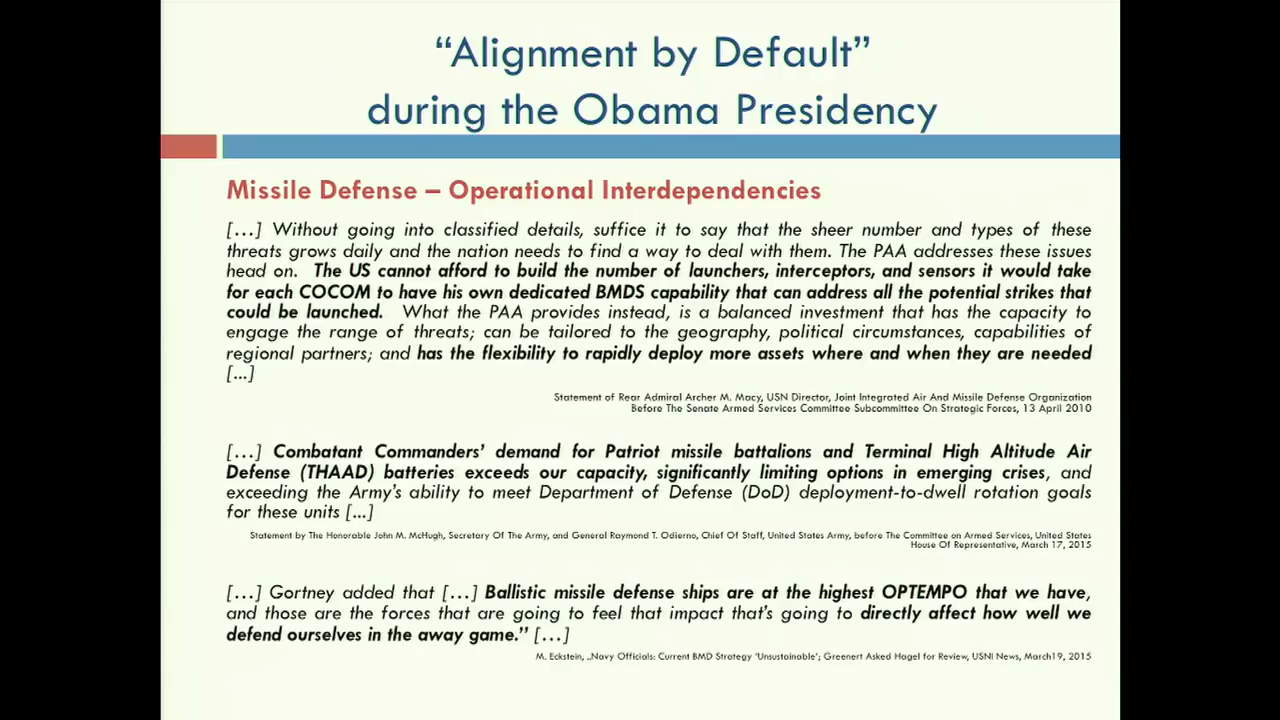 “Alignment by Default”
during the Obama Presidency
Missile Defense – Operational Interdependencies
[…] Without going into classified details, suffice it to say that the sheer number and types of these
threats grows daily and the nation needs to find a way to deal with them. The PAA addresses these issues
head on. The US cannot afford to build the number of launchers, interceptors, and sensors it would take
for each COCOM to have his own dedicated BMDS capability that can address all the potential strikes that
could be launched. What the PAA provides instead, is a balanced investment that has the capacity to
engage the range of threats; can be tailored to the geography, political circumstances, capabilities of
regional partners; and has the flexibility to rapidly deploy more assets where and when they are needed
[...]
Statement of Rear Admiral Archer M. Macy, USN Director, Joint Integrated Air And Missile Defense Organization
Before The Senate Armed Services Committee Subcommittee On Strategic Forces, 13 April 2010
[…] Combatant Commanders’ demand for Patriot missile battalions and Terminal High Altitude Air
Defense (THAAD) batteries exceeds our capacity, significantly limiting options in emerging crises, and
exceeding the Army’s ability to meet Department of Defense (DoD) deployment-to-dwell rotation goals
for these units [...]
Statement by The Honorable John M. McHugh, Secretary Of The Army, and General Raymond T. Odierno, Chief Of Staff, United States Army, before The Committee on Armed Services, United States
House Of Representative, March 17, 2015
[…] Gortney added that […] Ballistic missile defense ships are at the highest OPTEMPO that we have,
and those are the forces that are going to feel that impact that’s going to directly affect how well we
defend ourselves in the away game.” […]
M. Eckstein, „Navy Officials: Current BMD Strategy ‘Unsustainable’; Greenert Asked Hagel for Review, USNI News, March19, 2015